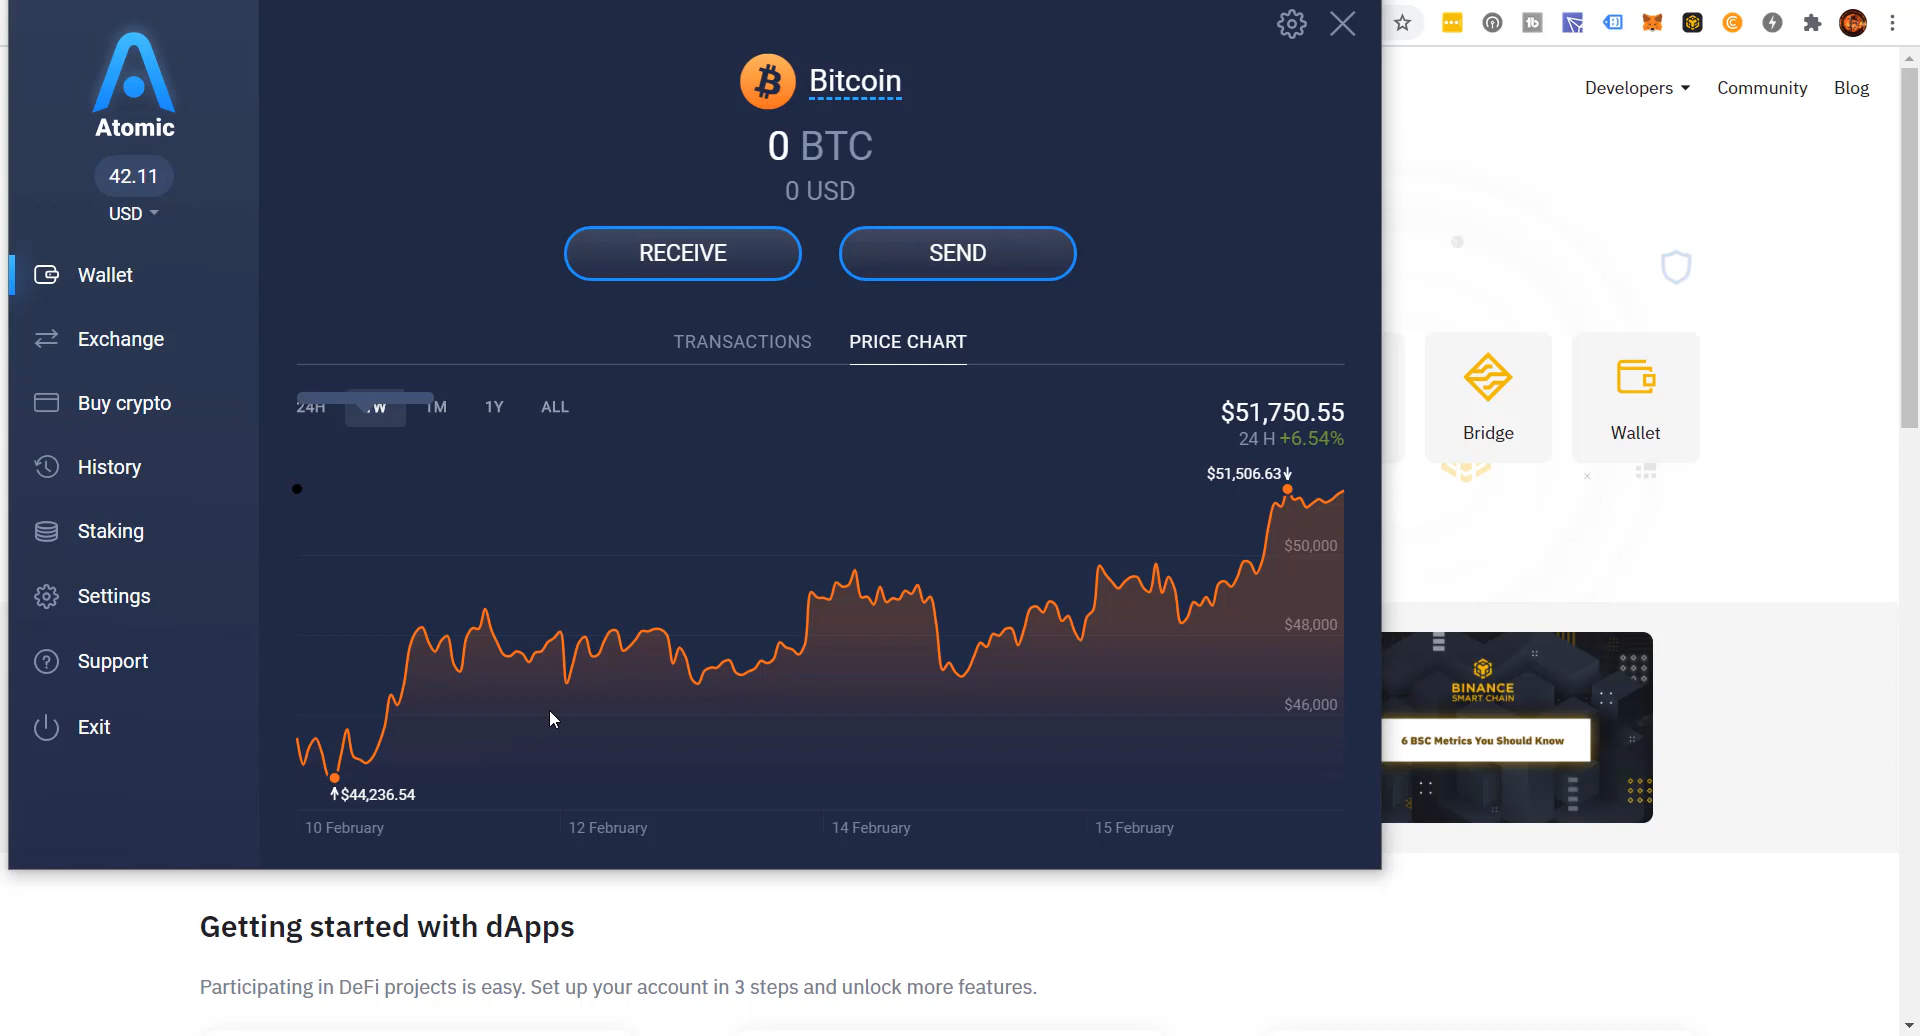 Atomic
42.11
USD
Wallet
Exchange
Buy crypto
History
Staking
Settings
Support
Exit
Bitcoin
0 BTC
0 USD
RECEIVE
SEND
TRANSACTIONS
PRICE CHART
24H
1M
1Y
ALL
$51,750.55
24 H +6.54%
$51,506.63
$50,000
$48,000
$46,000
$44,236.54
10 February
12 February
14 February
15 February
Developers
Community
Blog
Bridge
Wallet
BINANCE
SMART CHAIN
6 BSC Metrics You Should Know
Getting started with dApps
Participating in DeFi projects is easy. Set up your account in 3 steps and unlock more features.